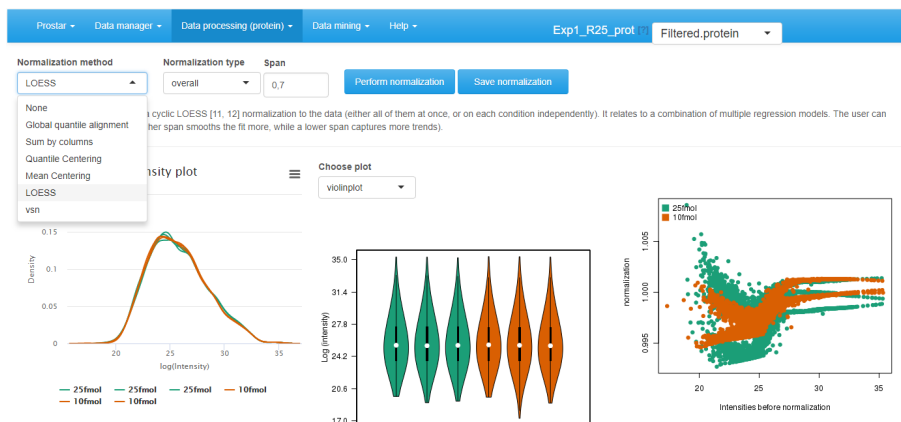 Prostar Data manager Data processing (protein) Data mining Help Exp1_R25_prot [?] Filtered.protein
Normalization method Normalization type Span
LOESS overall 0,7 Perform normalization Save normalization
None
Global quantile alignment
Sum by columns
Quantile Centering
Mean Centering
LOESS
vsn
cyclic LOESS [11, 12] normalization to the data (either all of them at once, or on each condition independently). It relates to a combination of multiple regression models. The user can
her span smooths the fit more, while a lower span captures more trends).
sity plot
Choose plot
violinplot
0.15
0.1
0.05
0
Density
20 25 30 35
log(Intensity)
25fmol 25fmol 25fmol 10fmol
10fmol 10fmol
35.0
31.4
27.8
24.2
20.6
17.0
Log (intensity)
25fmol
10fmol
1.005
1.000
0.995
normalization
20 25 30 35
Intensities before normalization